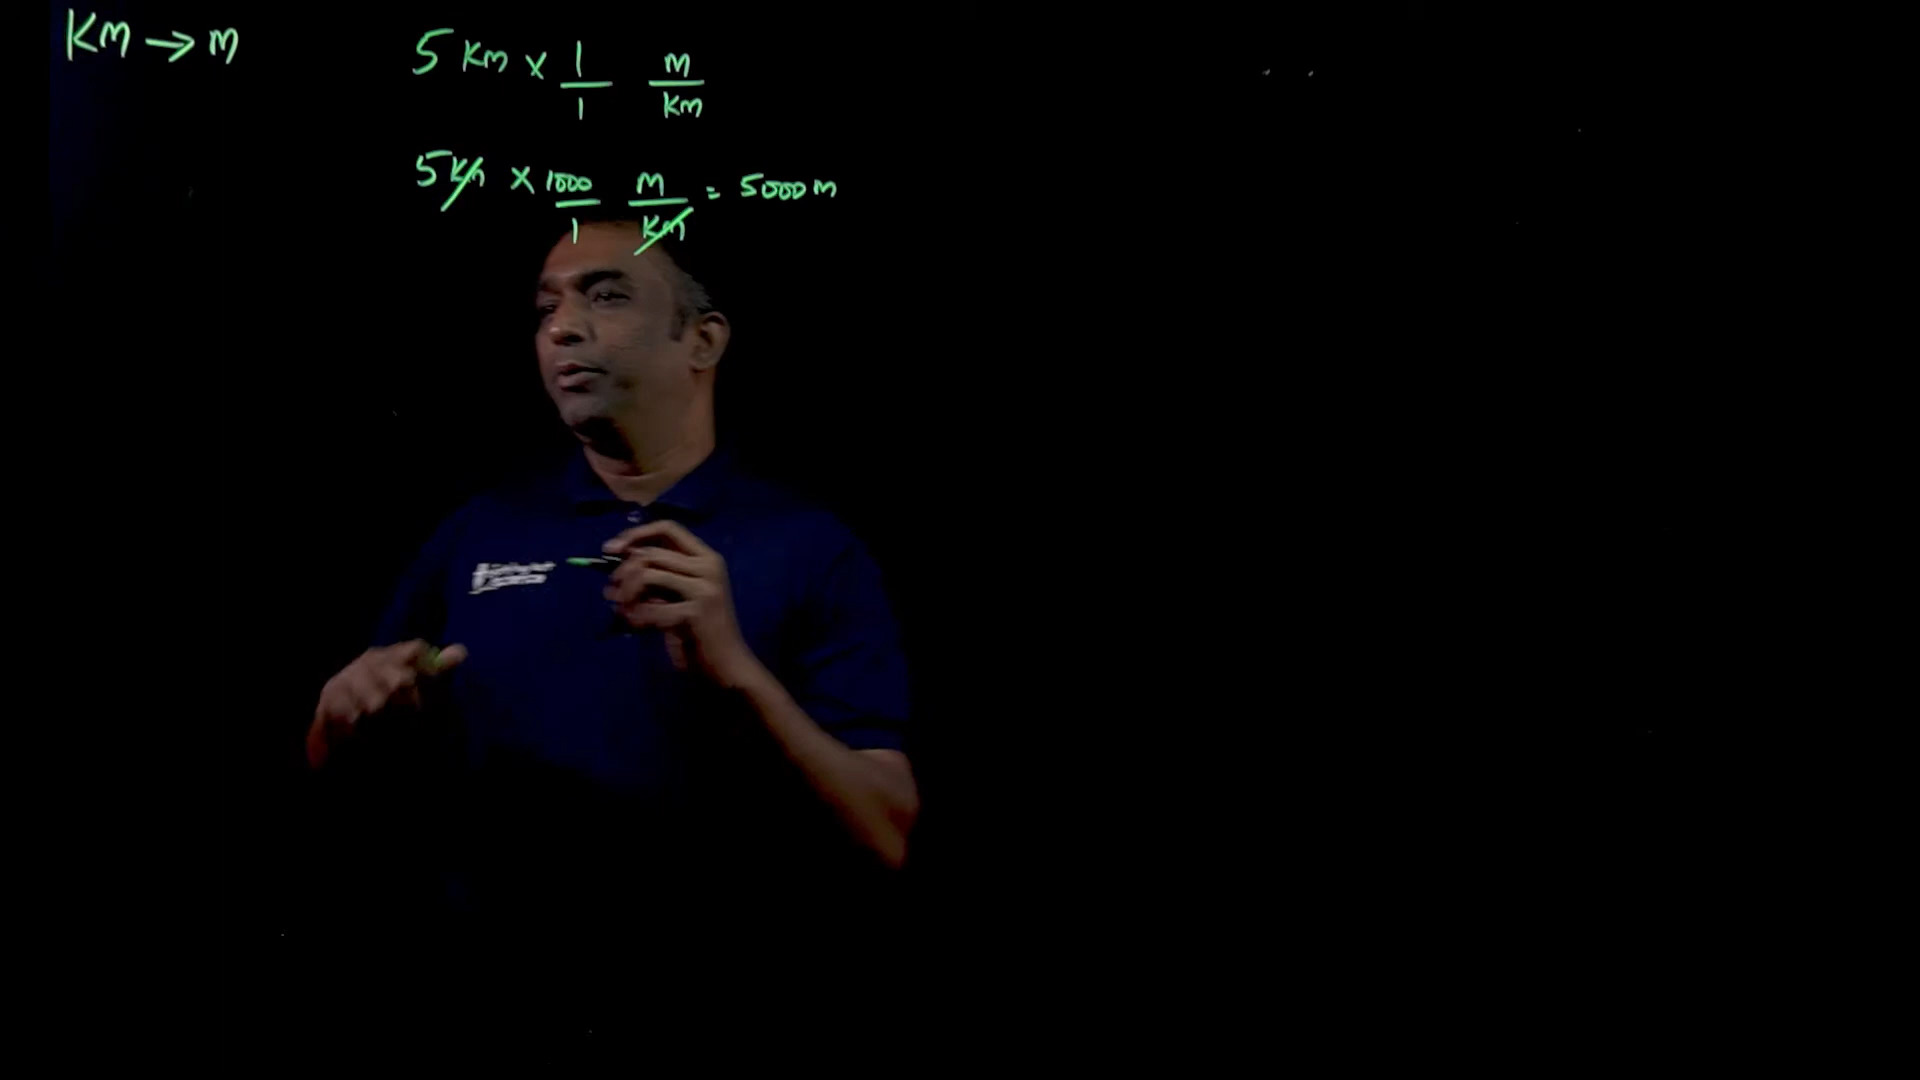 Km → m
5 Km × 1/1 m/km
5 Km × 1000/1 m/km = 5000 m